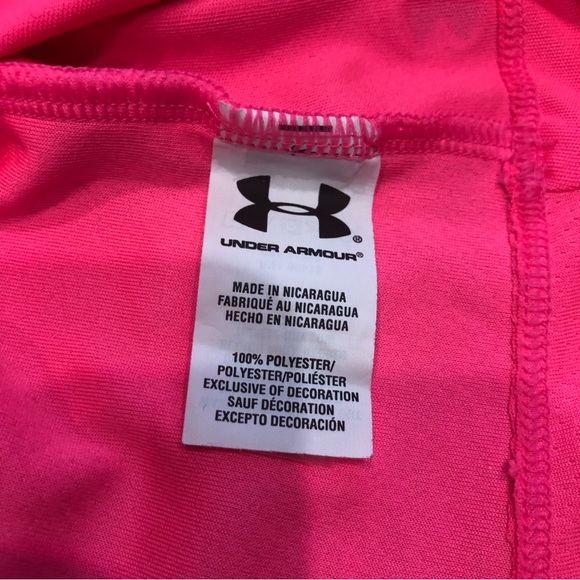 UNDER ARMOUR®
MADE IN NICARAGUA
FABRIQUÉ AU NICARAGUA
HECHO EN NICARAGUA
100% POLYESTER/
POLYESTER/POLIÉSTER
EXCLUSIVE OF DECORATION
SAUF DÉCORATION
EXCEPTO DECORACIÓN